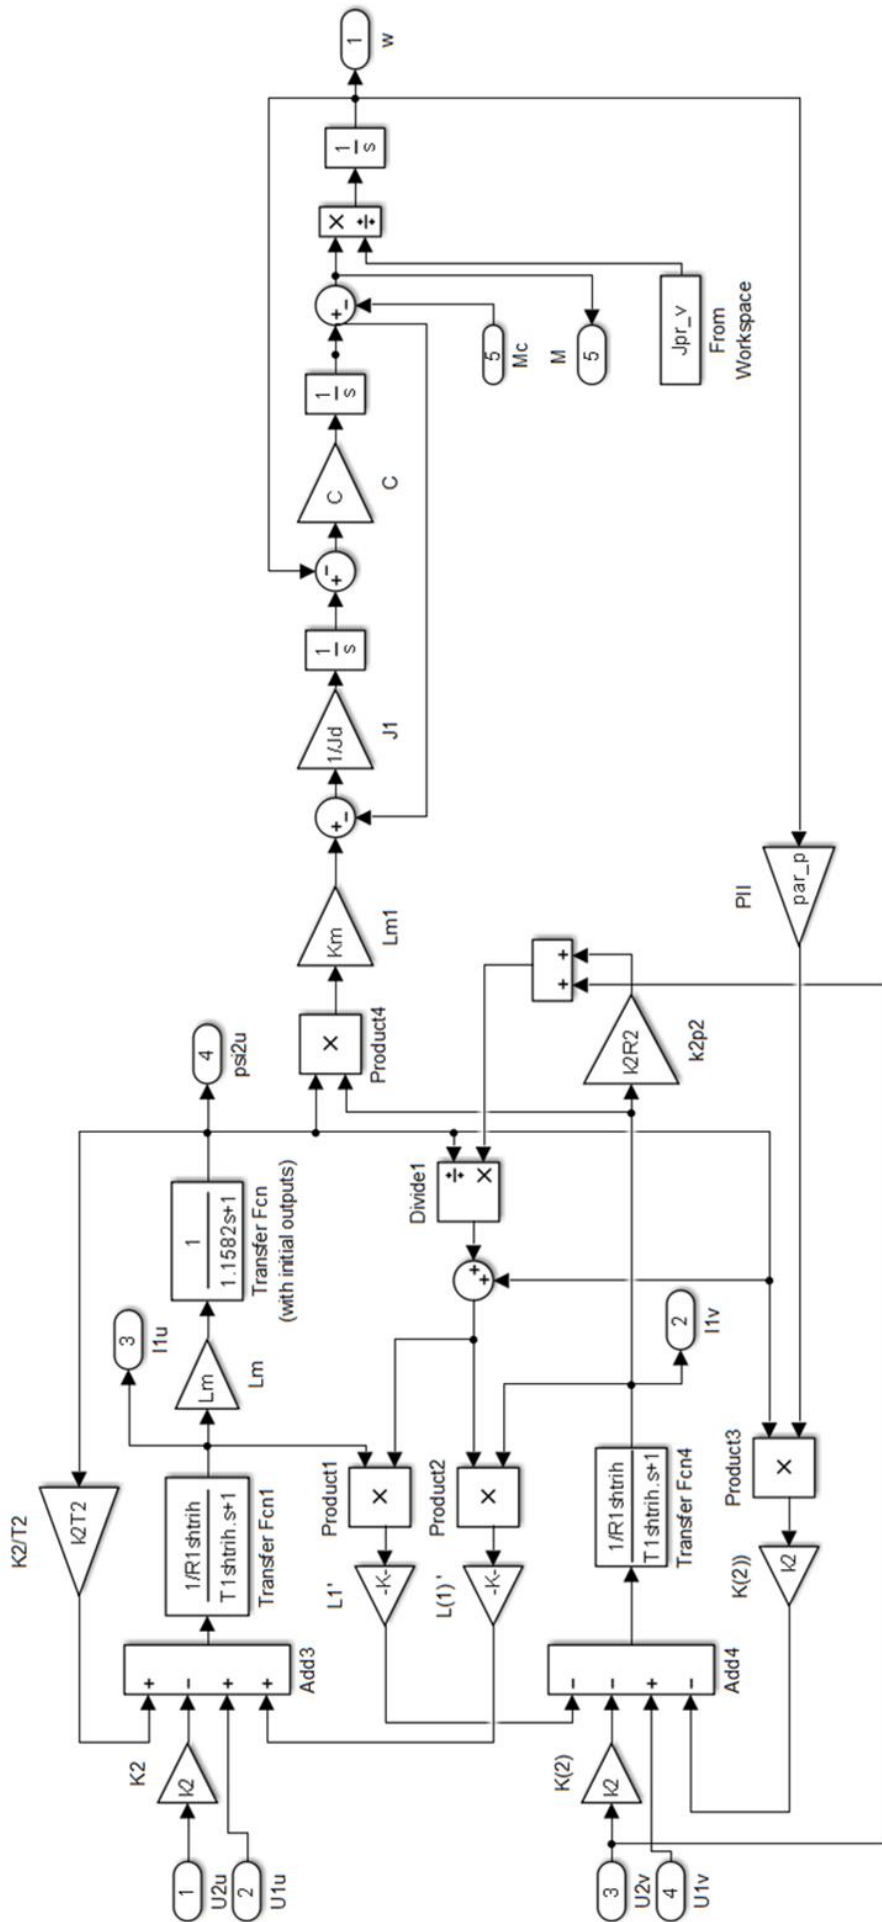 K2/T2
k2T2
K2
k2
1
U2u
2
U1u
+
−
+
+
Add3
1/R1shtrih
T1shtrih.s+1
Transfer Fcn1
3
I1u
Lm
Lm
1
1.1582s+1
Transfer Fcn
(with initial outputs)
4
psi2u
Product1
×
L1'
-K-
Product2
×
L(1) '
-K-
Divide1
÷
×
+
+
Product4
×
Km
Lm1
+
−
1/Jd
J1
1
s
+
−
C
C
1
s
+
−
5
Mc
M
5
Jpr_v
From
Workspace
×
÷
1
s
1
w
K(2)
k2
3
U2v
4
U1v
−
−
+
−
Add4
1/R1shtrih
T1shtrih.s+1
Transfer Fcn4
2
I1v
Product3
×
K(2))
k2
k2R2
k2p2
+
+
PII
par_p